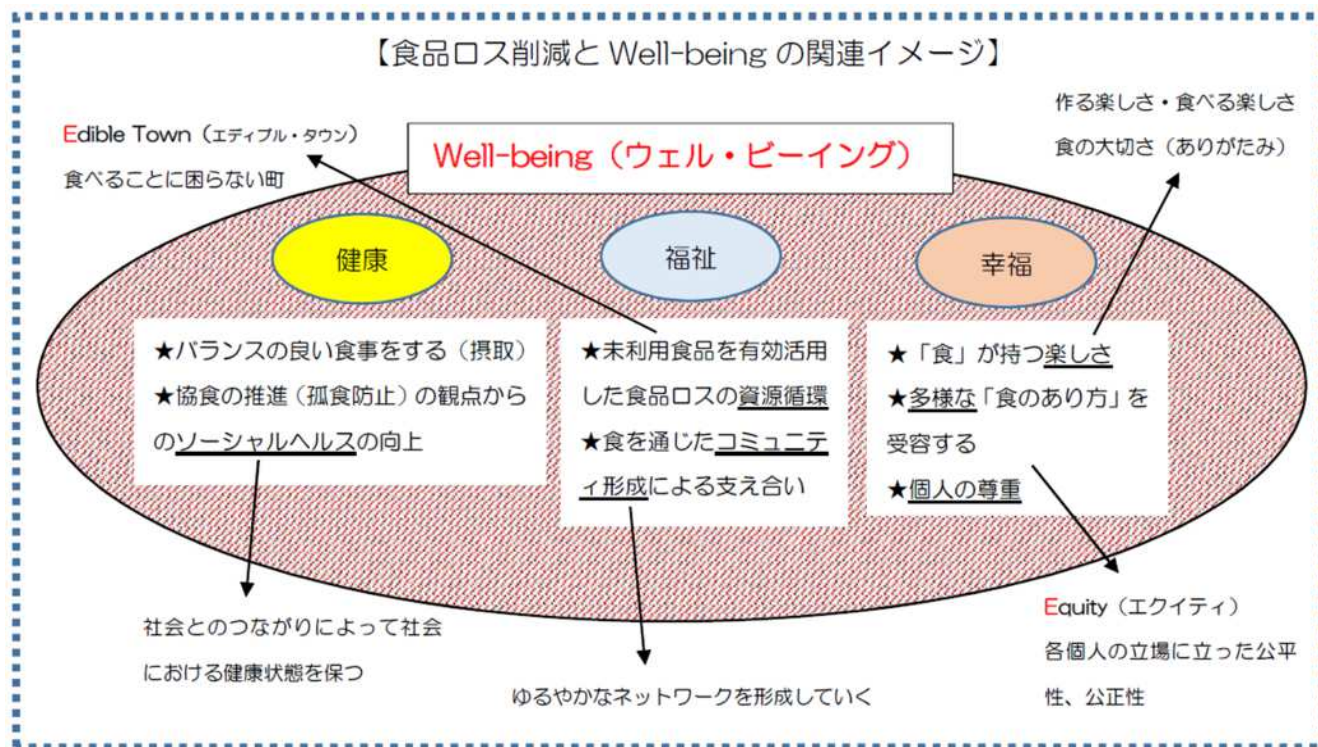 【食品ロス削減と Well-being の関連イメージ】
Edible Town（エディブル・タウン）
食べることに困らない町
作る楽しさ・食べる楽しさ
食の大切さ（ありがたみ）
Well-being（ウェル・ビーイング）
健康
福祉
幸福
★バランスの良い食事をする（摂取）
★協食の推進（孤食防止）の観点から
のソーシャルヘルスの向上
★未利用食品を有効活用
した食品ロスの資源循環
★食を通じたコミュニテ
ィ形成による支え合い
★「食」が持つ楽しさ
★多様な「食のあり方」を
受容する
★個人の尊重
社会とのつながりによって社会
における健康状態を保つ
ゆるやかなネットワークを形成していく
Equity（エクイティ）
各個人の立場に立った公平
性、公正性